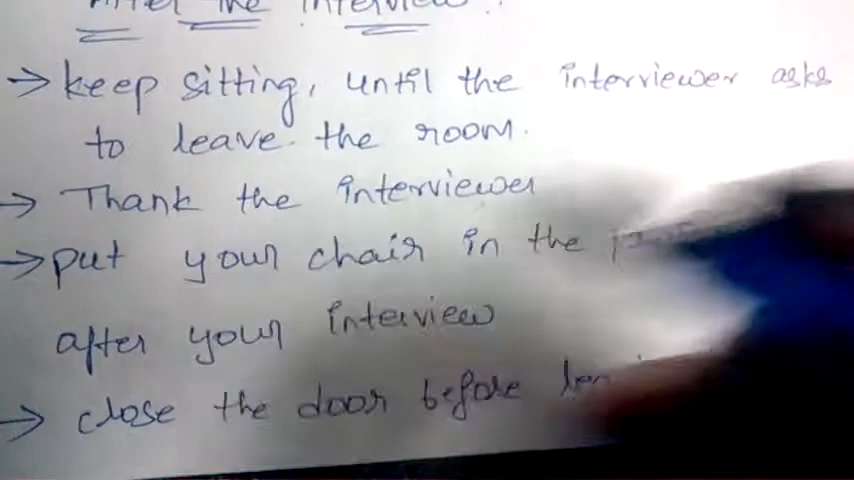 After the interview:
→ keep sitting, until the interviewer asks
to leave the room.
→ Thank the interviewer
→ put your chair in the
after your interview
→ close the door before